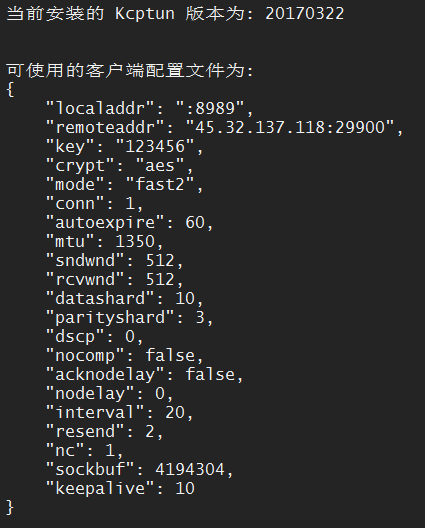 当前安装的 Kcptun 版本为: 20170322
可使用的客户端配置文件为:
{
    "localaddr": ":8989",
    "remoteaddr": "45.32.137.118:29900",
    "key": "123456",
    "crypt": "aes",
    "mode": "fast2",
    "conn": 1,
    "autoexpire": 60,
    "mtu": 1350,
    "sndwnd": 512,
    "rcvwnd": 512,
    "datashard": 10,
    "parityshard": 3,
    "dscp": 0,
    "nocomp": false,
    "acknodelay": false,
    "nodelay": 0,
    "interval": 20,
    "resend": 2,
    "nc": 1,
    "sockbuf": 4194304,
    "keepalive": 10
}